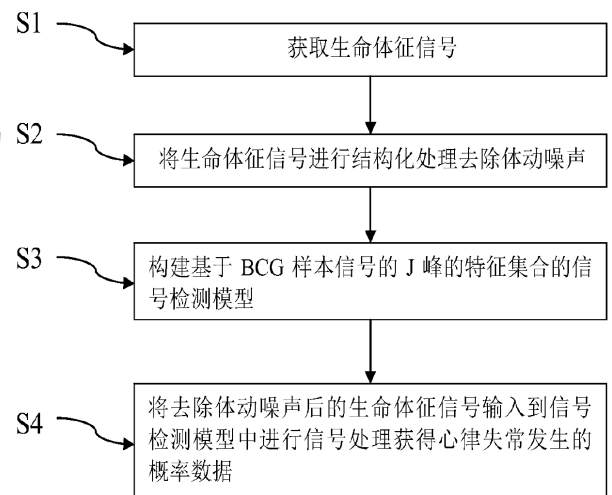 S1
获取生命体征信号
S2
将生命体征信号进行结构化处理去除体动噪声
S3
构建基于 BCG 样本信号的 J 峰的特征集合的信
号检测模型
S4
将去除体动噪声后的生命体征信号输入到信号
检测模型中进行信号处理获得心律失常发生的
概率数据